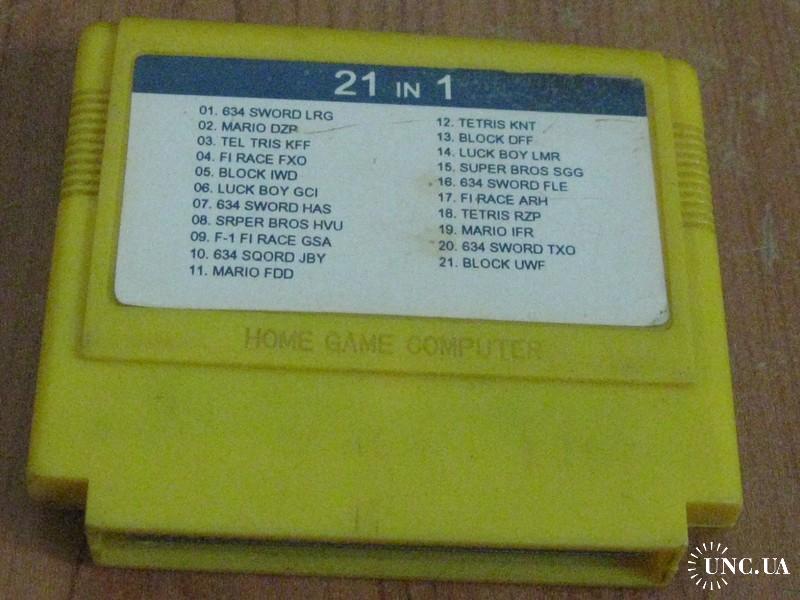 21 IN 1
01. 634 SWORD LRG
02. MARIO DZP
03. TEL TRIS KFF
04. FI RACE FXO
05. BLOCK IWD
06. LUCK BOY GCI
07. 634 SWORD HAS
08. SRPER BROS HVU
09. F-1 FI RACE GSA
10. 634 SQORD JBY
11. MARIO FDD
12. TETRIS KNT
13. BLOCK DFF
14. LUCK BOY LMR
15. SUPER BROS SGG
16. 634 SWORD FLE
17. FI RACE ARH
18. TETRIS RZP
19. MARIO IFR
20. 634 SWORD TXO
21. BLOCK UWF
HOME GAME COMPUTER
UNC.UA